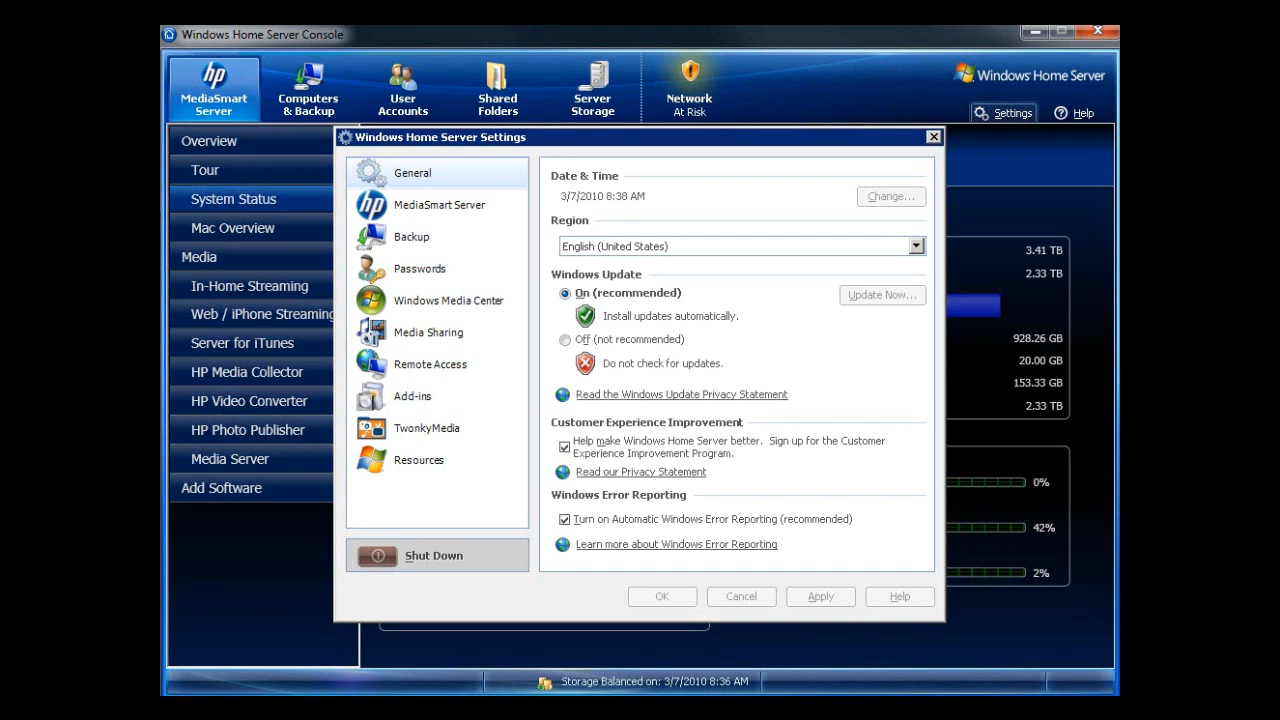 Windows Home Server Console
hp
MediaSmart
Server
Computers
& Backup
User
Accounts
Shared
Folders
Server
Storage
Network
At Risk
Windows Home Server
Settings
Help
Overview
Tour
System Status
Mac Overview
Media
In-Home Streaming
Web / iPhone Streaming
Server for iTunes
HP Media Collector
HP Video Converter
HP Photo Publisher
Media Server
Add Software
Windows Home Server Settings
General
hp
MediaSmart Server
Backup
Passwords
Windows Media Center
Media Sharing
Remote Access
Add-ins
TwonkyMedia
Resources
Shut Down
Date & Time
3/7/2010 8:38 AM
Change...
Region
English (United States)
Windows Update
On (recommended)
Update Now...
Install updates automatically.
Off (not recommended)
Do not check for updates.
Read the Windows Update Privacy Statement
Customer Experience Improvement
Help make Windows Home Server better. Sign up for the Customer
Experience Improvement Program.
Read our Privacy Statement
Windows Error Reporting
Turn on Automatic Windows Error Reporting (recommended)
Learn more about Windows Error Reporting
OK
Cancel
Apply
Help
3.41 TB
2.33 TB
928.26 GB
20.00 GB
153.33 GB
2.33 TB
0%
42%
2%
Storage Balanced on: 3/7/2010 8:36 AM